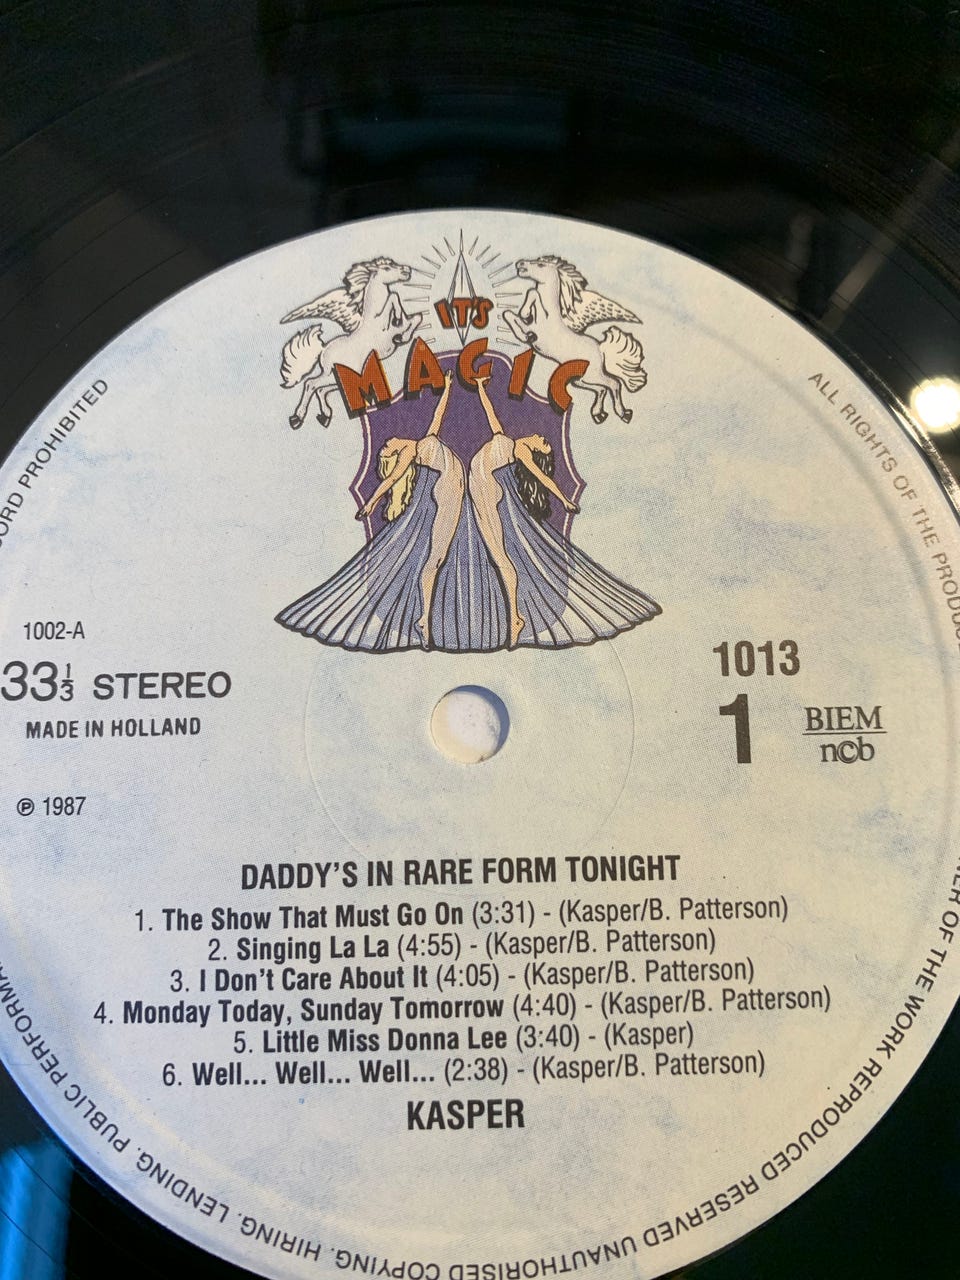 IT'S
MAGIC
1002-A
33⅓ STEREO
MADE IN HOLLAND
℗ 1987
1013
1
BIEM
n©b
DADDY'S IN RARE FORM TONIGHT
1. The Show That Must Go On (3:31) - (Kasper/B. Patterson)
2. Singing La La (4:55) - (Kasper/B. Patterson)
3. I Don't Care About It (4:05) - (Kasper/B. Patterson)
4. Monday Today, Sunday Tomorrow (4:40) - (Kasper/B. Patterson)
5. Little Miss Donna Lee (3:40) - (Kasper)
6. Well... Well... Well... (2:38) - (Kasper/B. Patterson)
KASPER
ALL RIGHTS OF THE
OF THE WORK REPRODUCED RESERVED UNAUTHORISED COPYING. HIRING. LENDING. PUBLIC
PROHIBITED